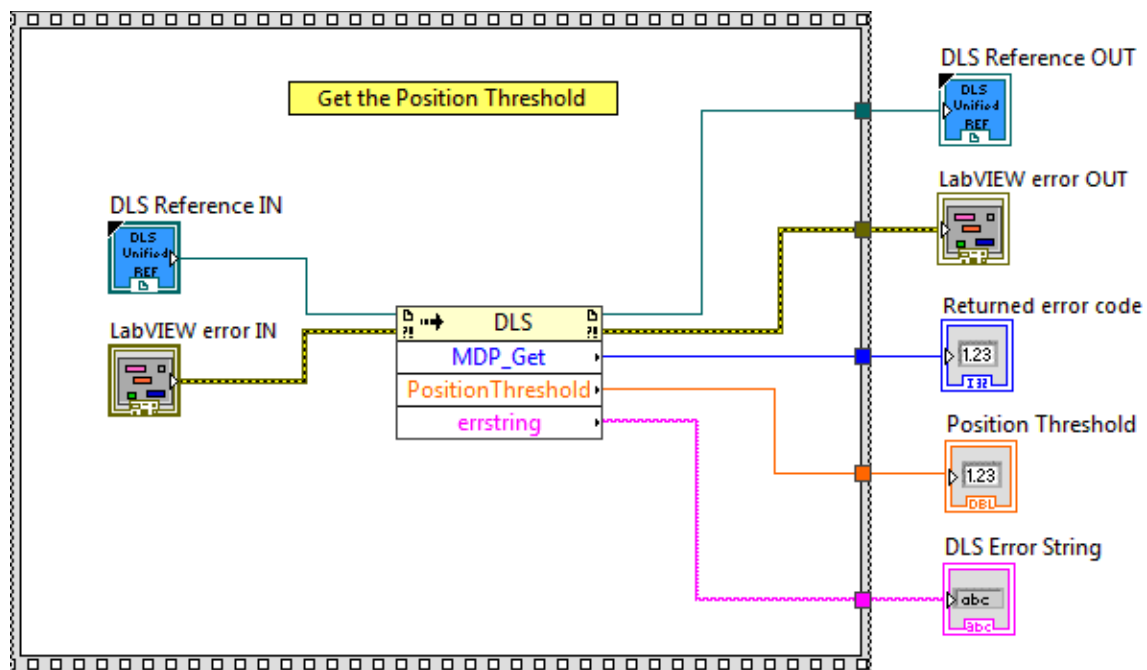 Get the Position Threshold
DLS Reference IN
DLS
Unified
REF
LabVIEW error IN
DLS
MDP_Get
PositionThreshold
errstring
DLS Reference OUT
DLS
Unified
REF
LabVIEW error OUT
Returned error code
1.23
I32
Position Threshold
1.23
DBL
DLS Error String
abc
abc